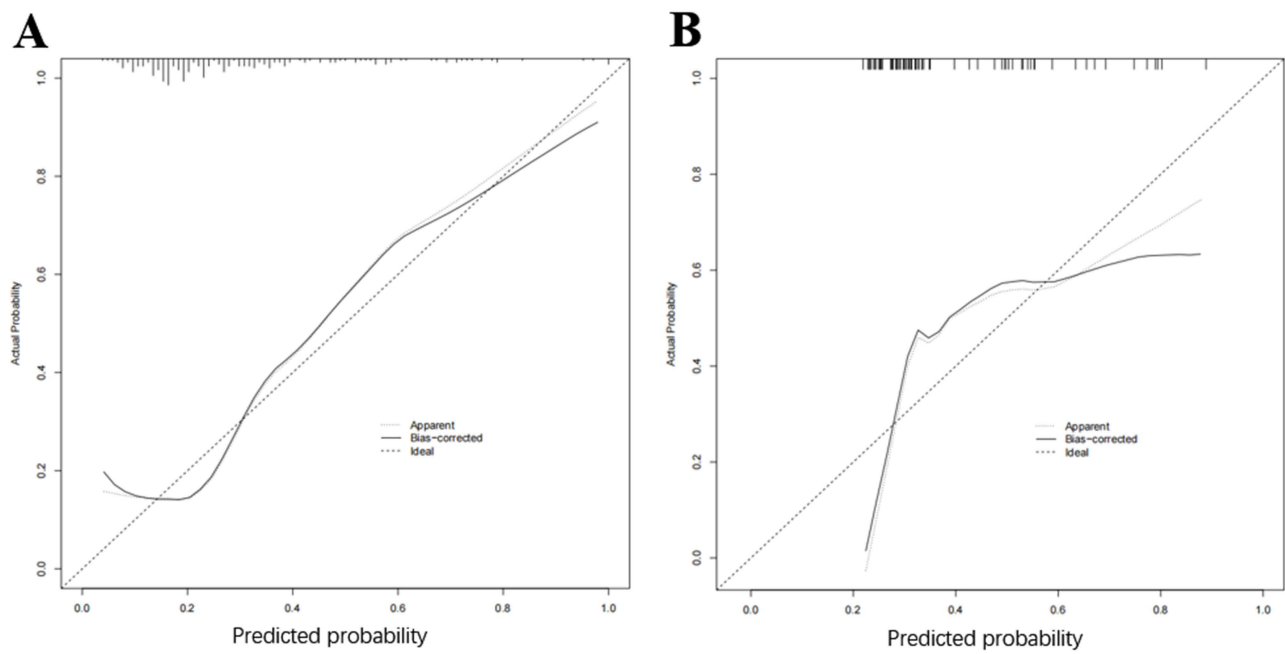 A
1.0
0.8
0.6
0.4
0.2
0.0
Actual Probability
Apparent
Bias-corrected
Ideal
0.0 0.2 0.4 0.6 0.8 1.0
Predicted probability
B
1.0
0.8
0.6
0.4
0.2
0.0
Actual Probability
Apparent
Bias-corrected
Ideal
0.0 0.2 0.4 0.6 0.8 1.0
Predicted probability